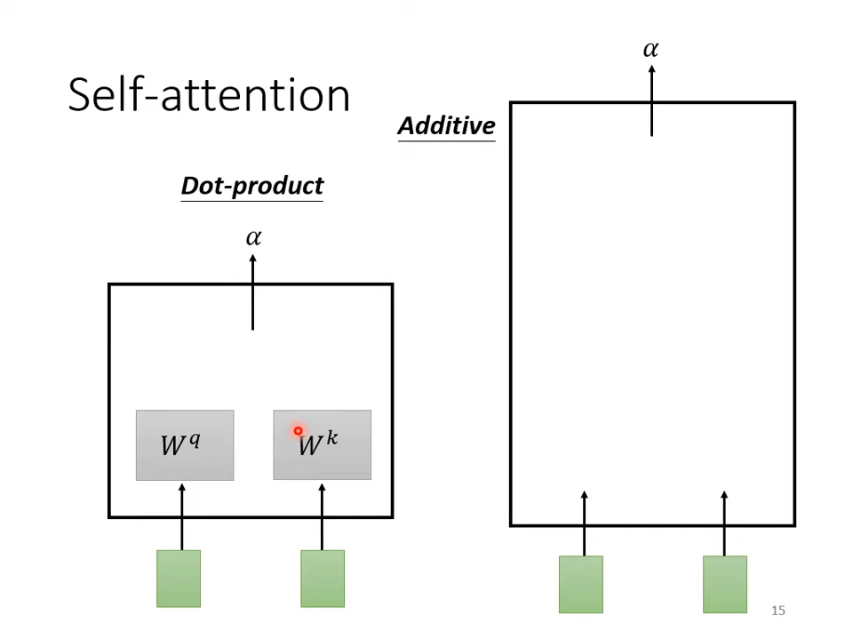 Self-attention
Dot-product
α
W^q
W^k
Additive
α
15